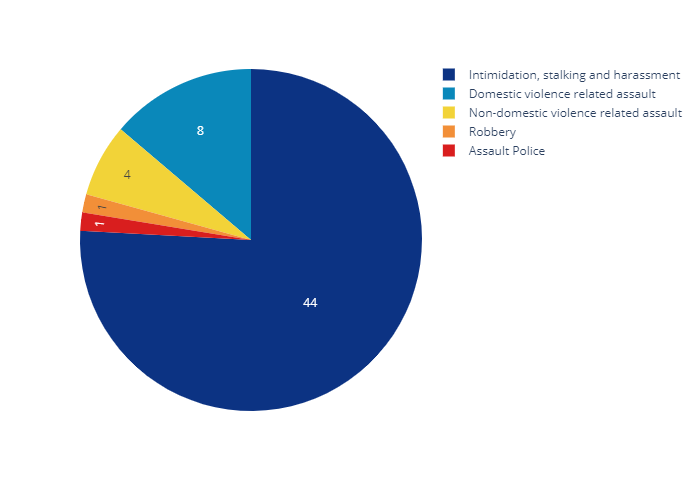 Intimidation, stalking and harassment
Domestic violence related assault
Non-domestic violence related assault
Robbery
Assault Police
8
4
1
1
44